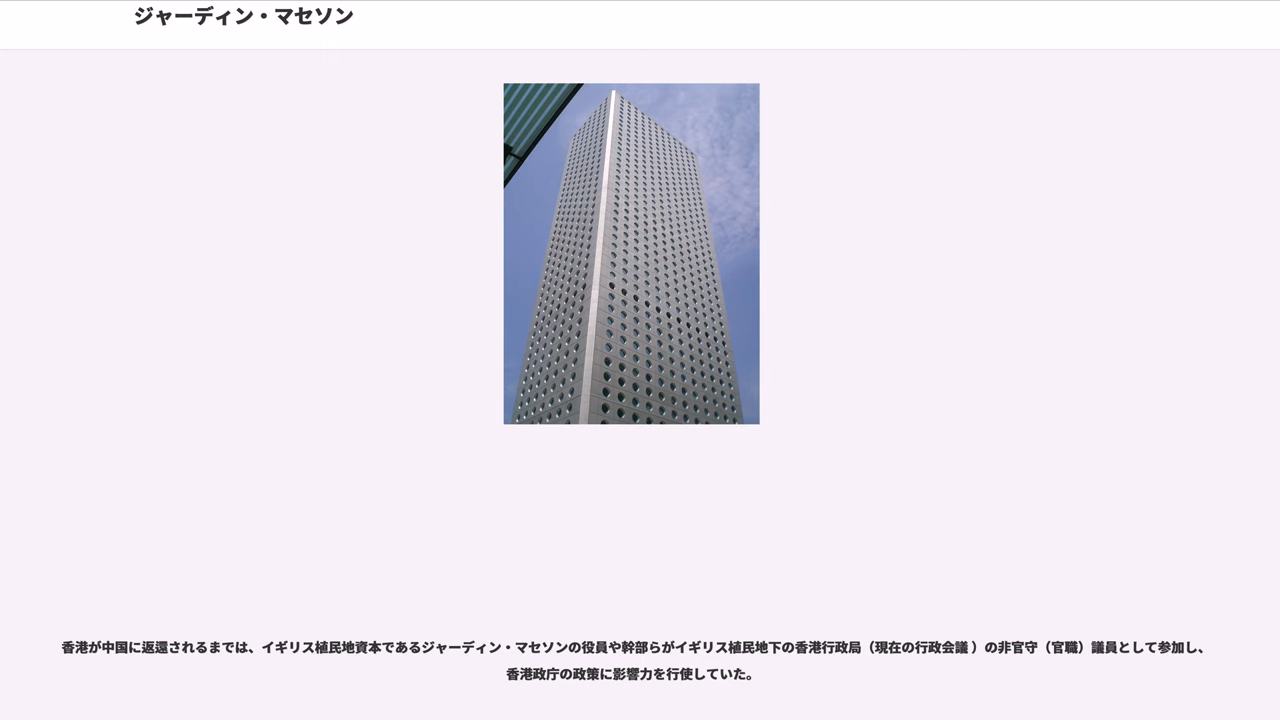 ジャーディン・マセソン
香港が中国に返還されるまでは、イギリス植民地資本であるジャーディン・マセソンの役員や幹部らがイギリス植民地下の香港行政局（現在の行政会議 ）の非官守（官職）議員として参加し、
香港政庁の政策に影響力を行使していた。